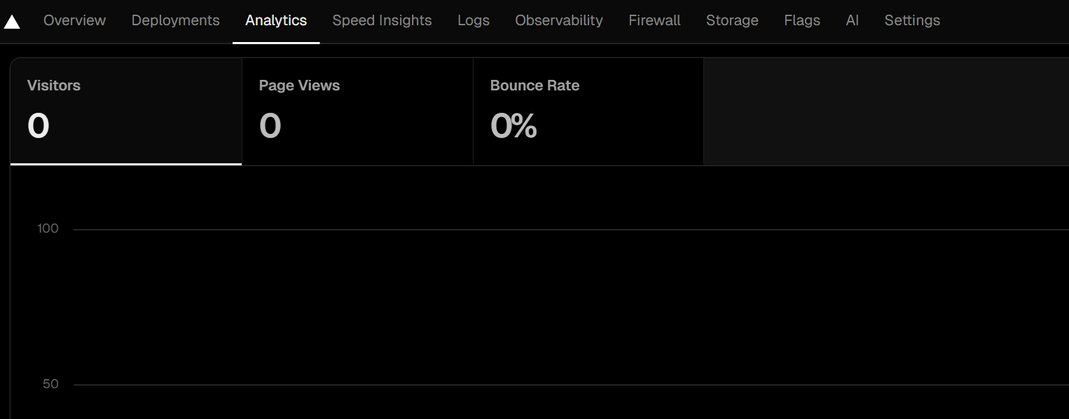 Overview Deployments Analytics Speed Insights Logs Observability Firewall Storage Flags AI Settings
Visitors Page Views Bounce Rate
0 0 0%
100
50